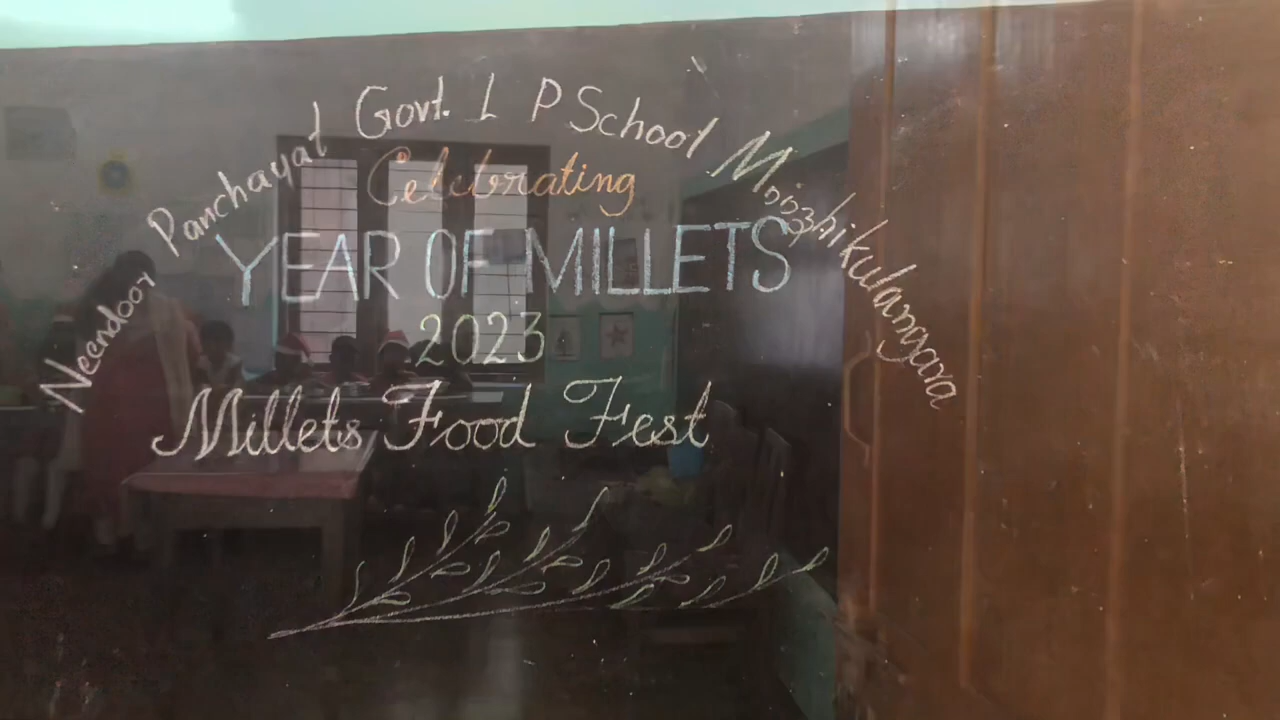 Neendoor Panchayat Govt. L P School Moozhikulangara
Celebrating
YEAR OF MILLETS
2023
Millets Food Fest